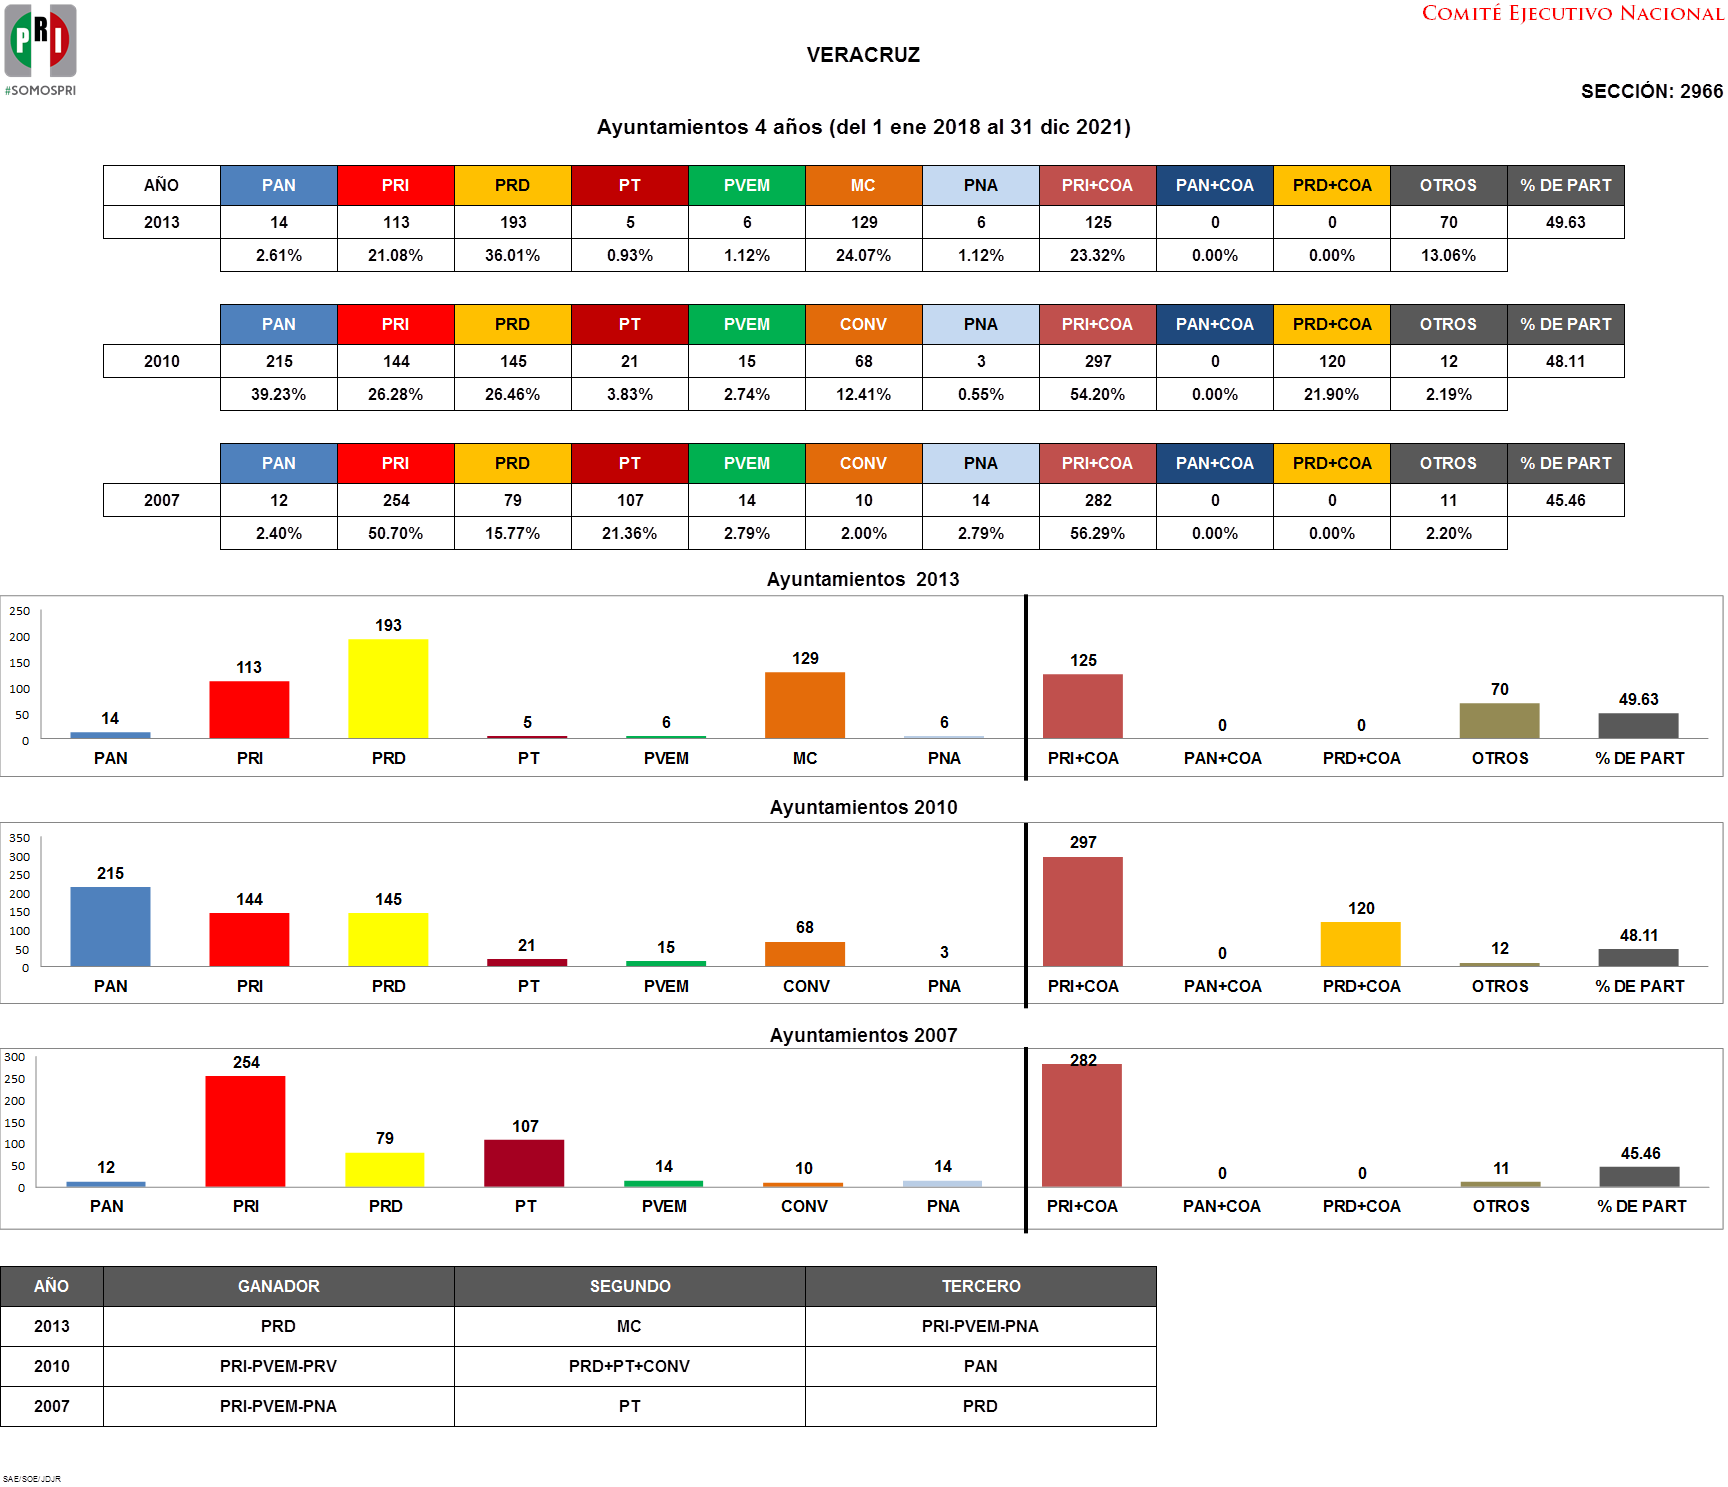 PRI
#SOMOSPRI
COMITÉ EJECUTIVO NACIONAL
VERACRUZ
SECCIÓN: 2966
Ayuntamientos 4 años (del 1 ene 2018 al 31 dic 2021)
AÑO PAN PRI PRD PT PVEM MC PNA PRI+COA PAN+COA PRD+COA OTROS % DE PART
2013 14 113 193 5 6 129 6 125 0 0 70 49.63
2.61% 21.08% 36.01% 0.93% 1.12% 24.07% 1.12% 23.32% 0.00% 0.00% 13.06%
PAN PRI PRD PT PVEM CONV PNA PRI+COA PAN+COA PRD+COA OTROS % DE PART
2010 215 144 145 21 15 68 3 297 0 120 12 48.11
39.23% 26.28% 26.46% 3.83% 2.74% 12.41% 0.55% 54.20% 0.00% 21.90% 2.19%
PAN PRI PRD PT PVEM CONV PNA PRI+COA PAN+COA PRD+COA OTROS % DE PART
2007 12 254 79 107 14 10 14 282 0 0 11 45.46
2.40% 50.70% 15.77% 21.36% 2.79% 2.00% 2.79% 56.29% 0.00% 0.00% 2.20%
Ayuntamientos 2013
250
200
150
100
50
0
14 113 193 5 6 129 6 125 0 0 70 49.63
PAN PRI PRD PT PVEM MC PNA PRI+COA PAN+COA PRD+COA OTROS % DE PART
Ayuntamientos 2010
350
300
250
200
150
100
50
0
215 144 145 21 15 68 3 297 0 120 12 48.11
PAN PRI PRD PT PVEM CONV PNA PRI+COA PAN+COA PRD+COA OTROS % DE PART
Ayuntamientos 2007
300
250
200
150
100
50
0
12 254 79 107 14 10 14 282 0 0 11 45.46
PAN PRI PRD PT PVEM CONV PNA PRI+COA PAN+COA PRD+COA OTROS % DE PART
AÑO GANADOR SEGUNDO TERCERO
2013 PRD MC PRI-PVEM-PNA
2010 PRI-PVEM-PRV PRD+PT+CONV PAN
2007 PRI-PVEM-PNA PT PRD
SAE/SOE/JDJR